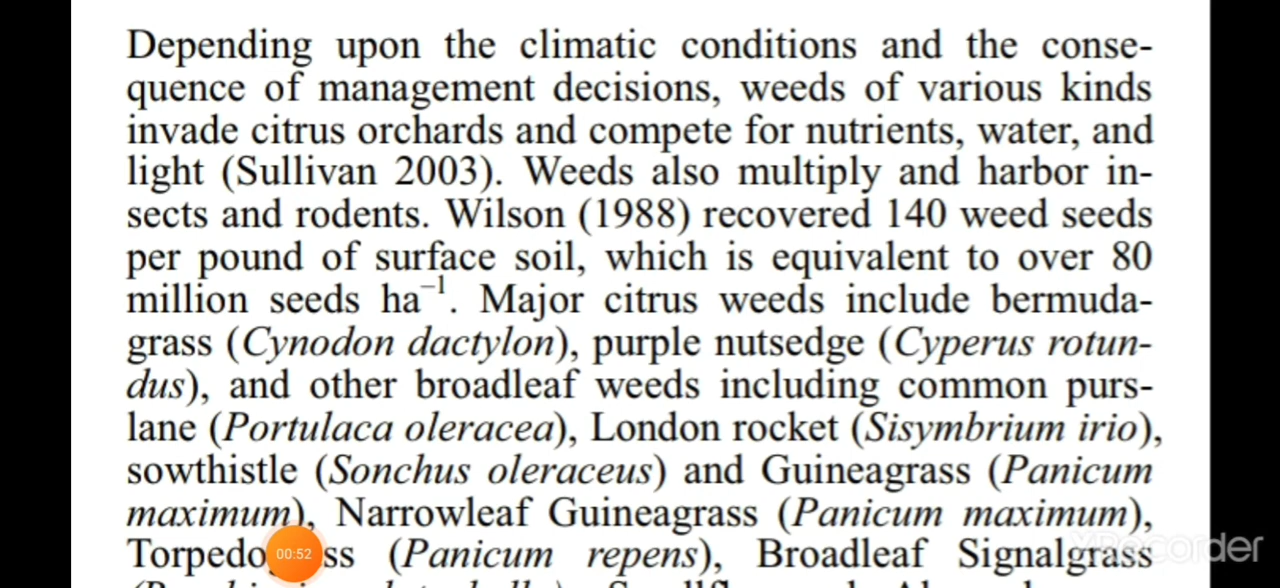 Depending upon the climatic conditions and the conse-
quence of management decisions, weeds of various kinds
invade citrus orchards and compete for nutrients, water, and
light (Sullivan 2003). Weeds also multiply and harbor in-
sects and rodents. Wilson (1988) recovered 140 weed seeds
per pound of surface soil, which is equivalent to over 80
million seeds ha⁻¹. Major citrus weeds include bermuda-
grass (Cynodon dactylon), purple nutsedge (Cyperus rotun-
dus), and other broadleaf weeds including common purs-
lane (Portulaca oleracea), London rocket (Sisymbrium irio),
sowthistle (Sonchus oleraceus) and Guineagrass (Panicum
maximum), Narrowleaf Guineagrass (Panicum maximum),
(Panicum repens), Broadleaf Signalgrass
00:52
XRecorder